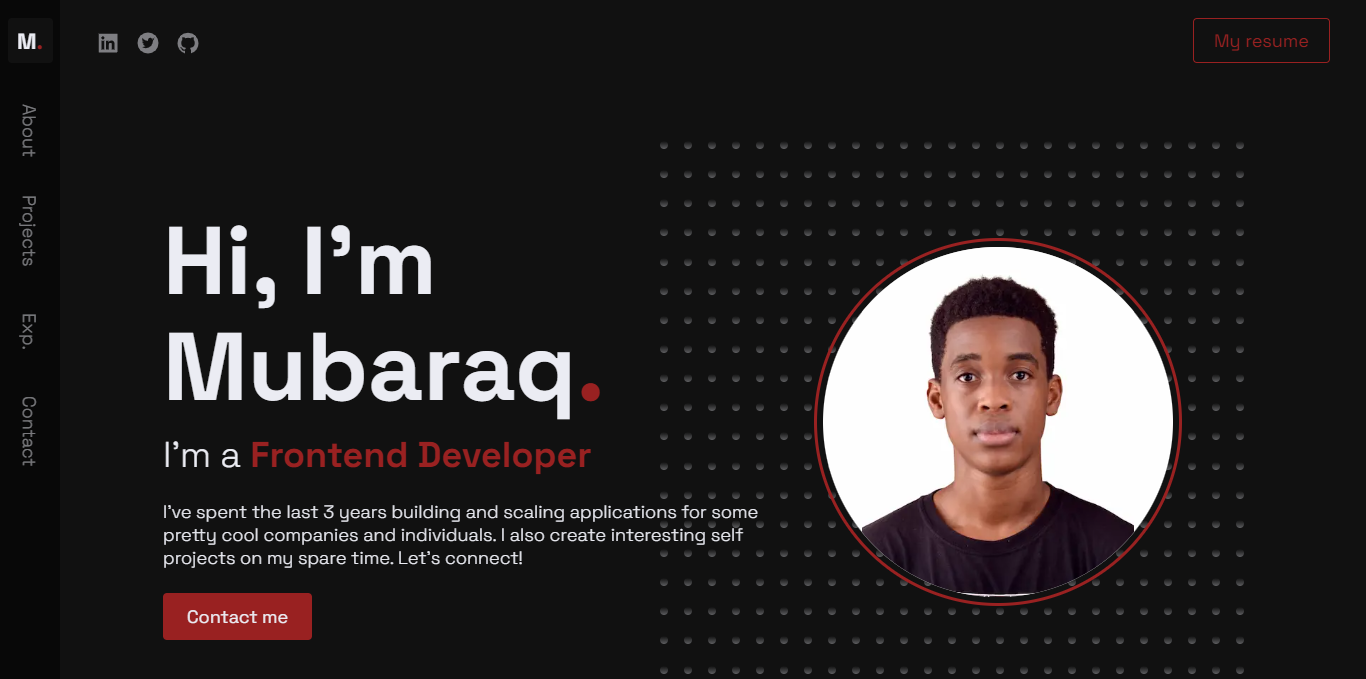 M.
My resume
About
Projects
Exp.
Contact
Hi, I’m
Mubaraq.
I’m a Frontend Developer
I’ve spent the last 3 years building and scaling applications for some
pretty cool companies and individuals. I also create interesting self
projects on my spare time. Let’s connect!
Contact me